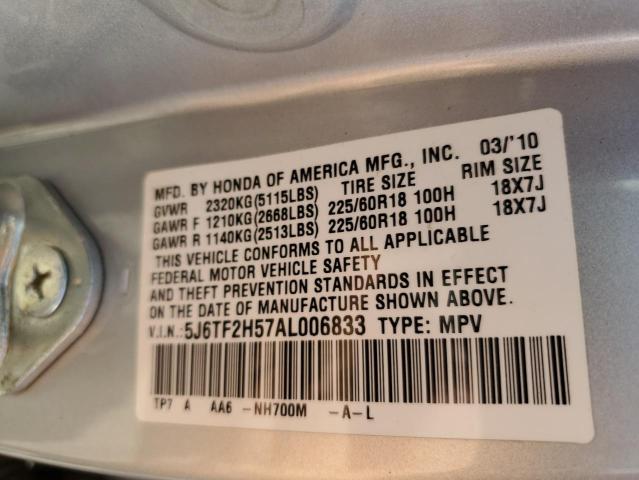 MFD. BY HONDA OF AMERICA MFG., INC. 03/'10
GVWR 2320KG(5115LBS) TIRE SIZE RIM SIZE
GAWR F 1210KG(2668LBS) 225/60R18 100H 18X7J
GAWR R 1140KG(2513LBS) 225/60R18 100H 18X7J
THIS VEHICLE CONFORMS TO ALL APPLICABLE
FEDERAL MOTOR VEHICLE SAFETY
AND THEFT PREVENTION STANDARDS IN EFFECT
ON THE DATE OF MANUFACTURE SHOWN ABOVE.
V.I.N.: 5J6TF2H57AL006833 TYPE: MPV
TP7 A AA6 -NH700M -A-L